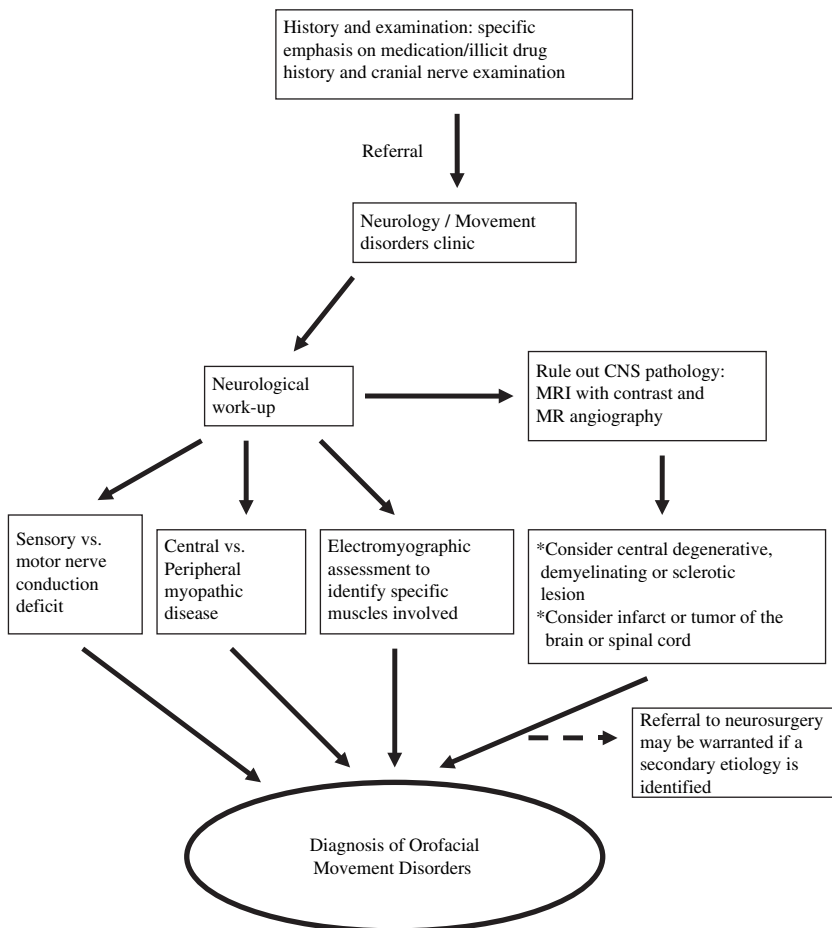 History and examination: specific
emphasis on medication/illicit drug
history and cranial nerve examination
Referral
Neurology / Movement
disorders clinic
Neurological
work-up
Rule out CNS pathology:
MRI with contrast and
MR angiography
Sensory vs.
motor nerve
conduction
deficit
Central vs.
Peripheral
myopathic
disease
Electromyographic
assessment to
identify specific
muscles involved
*Consider central degenerative,
demyelinating or sclerotic
lesion
*Consider infarct or tumor of the
brain or spinal cord
Referral to neurosurgery
may be warranted if a
secondary etiology is
identified
Diagnosis of Orofacial
Movement Disorders